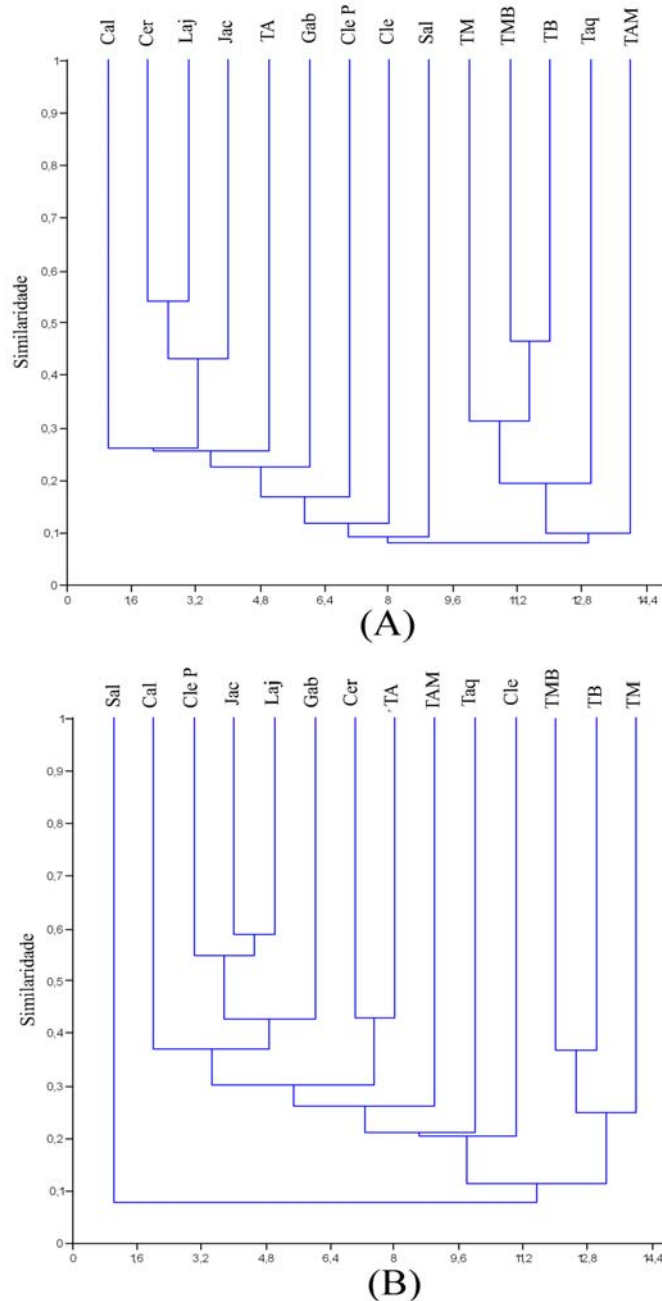 Cal Cer Laj Jac TA Gab Cle P Cle Sal TM TMB TB Taq TAM
1
0,9
0,8
0,7
0,6
0,5
0,4
0,3
0,2
0,1
0
Similaridade
0 1,6 3,2 4,8 6,4 8 9,6 11,2 12,8 14,4
(A)
Sal Cal Cle P Jac Laj Gab Cer TA TAM Taq Cle TMB TB TM
1
0,9
0,8
0,7
0,6
0,5
0,4
0,3
0,2
0,1
0
Similaridade
0 1,6 3,2 4,8 6,4 8 9,6 11,2 12,8 14,4
(B)